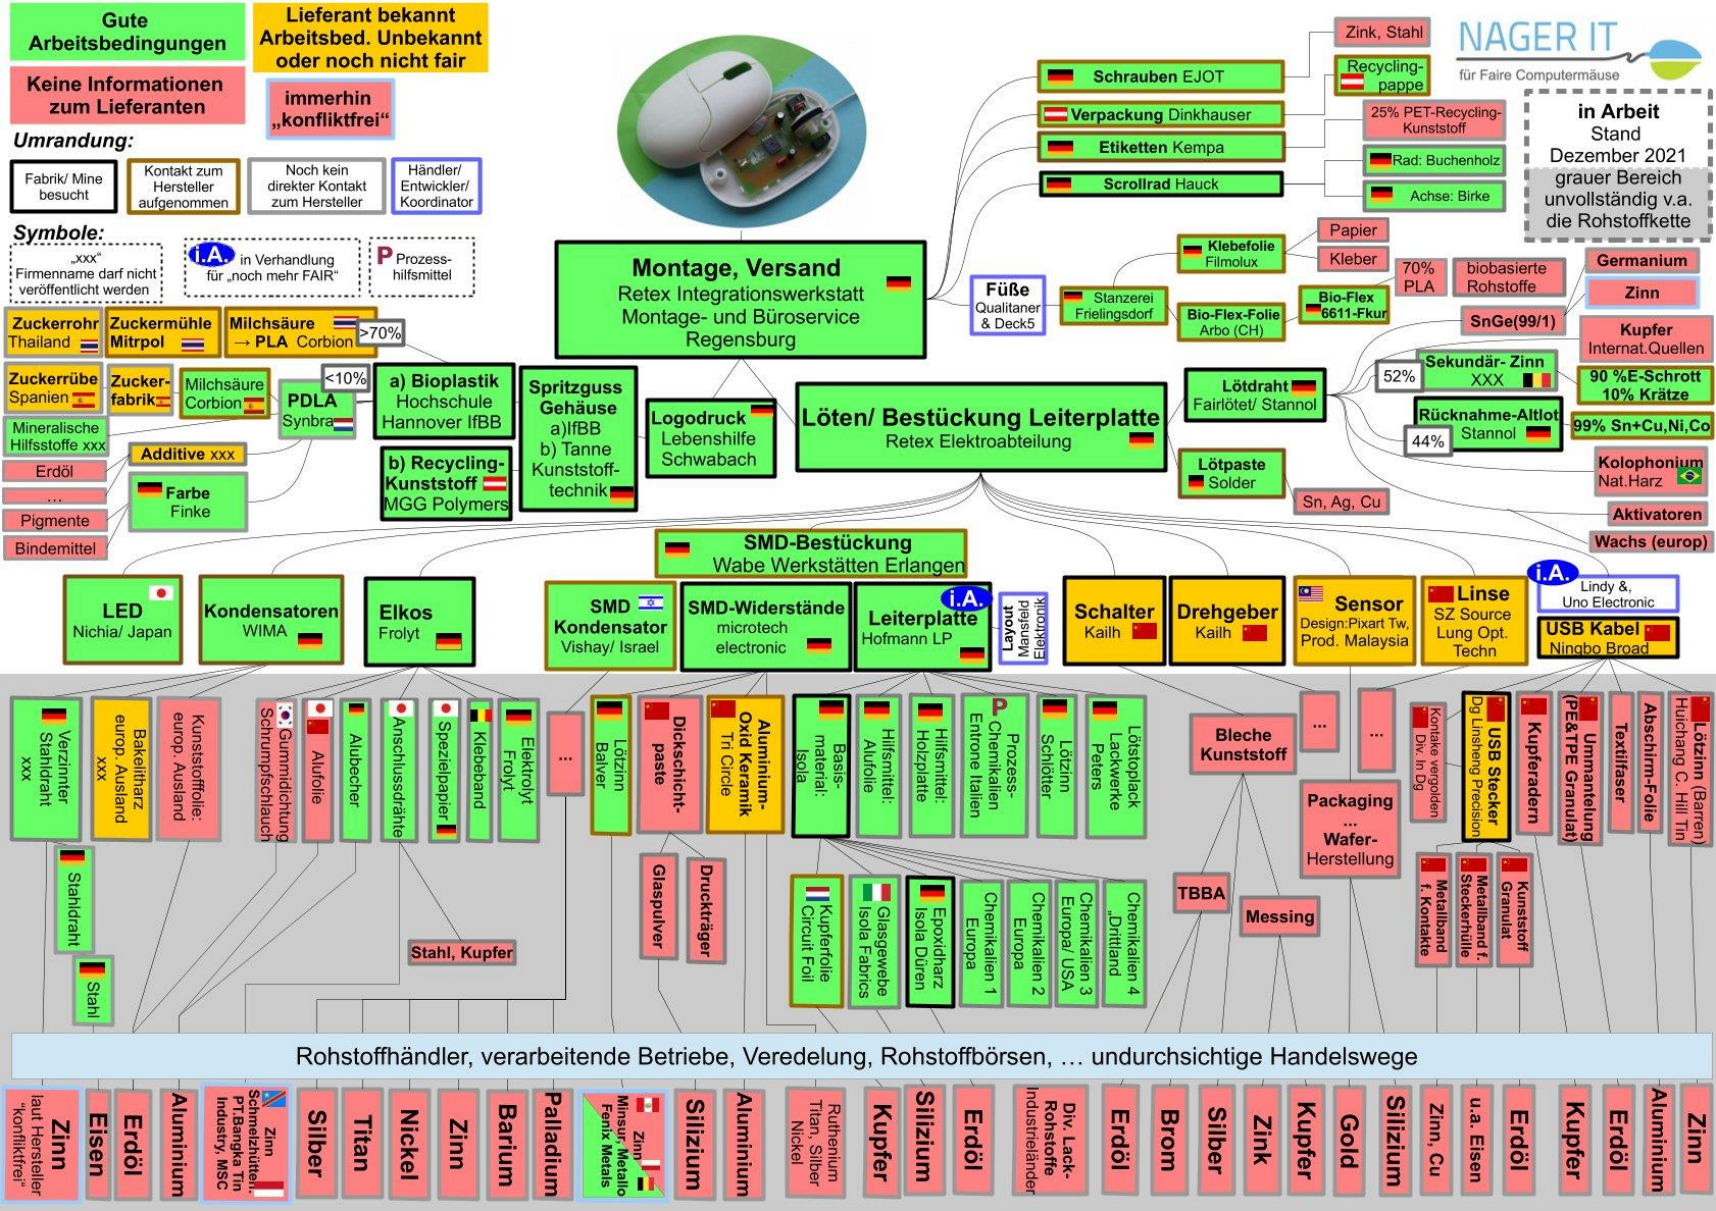 Gute
Arbeitsbedingungen
Lieferant bekannt
Arbeitsbed. Unbekannt
oder noch nicht fair
Keine Informationen
zum Lieferanten
immerhin
„konfliktfrei“
Umrandung:
Fabrik/ Mine
besucht
Kontakt zum
Hersteller
aufgenommen
Noch kein
direkter Kontakt
zum Hersteller
Händler/
Entwickler/
Koordinator
Symbole:
„xxx“
Firmenname darf nicht
veröffentlicht werden
i.A. in Verhandlung
für „noch mehr FAIR“
P Prozess-
hilfsmittel
NAGER IT
für Faire Computermäuse
in Arbeit
Stand
Dezember 2021
grauer Bereich
unvollständig v.a.
die Rohstoffkette
Schrauben EJOT
Zink, Stahl
Verpackung Dinkhauser
Recycling-
pappe
Etiketten Kempa
25% PET-Recycling-
Kunststoff
Scrollrad Hauck
Rad: Buchenholz
Achse: Birke
Montage, Versand
Retex Integrationswerkstatt
Montage- und Büroservice
Regensburg
Füße
Qualitaner
& Deck5
Stanzerei
Frielingsdorf
Klebefolie
Filmolux
Papier
Kleber
Bio-Flex-Folie
Arbo (CH)
Bio-Flex
6611-Fkur
70%
PLA
biobasierte
Rohstoffe
Germanium
Zinn
SnGe(99/1)
Kupfer
Internat.Quellen
52%
Sekundär- Zinn
XXX
90 %E-Schrott
10% Krätze
Rücknahme-Altlot
Stannol
44%
99% Sn+Cu,Ni,Co
Kolophonium
Nat.Harz
Aktivatoren
Wachs (europ)
Lötdraht
Fairlötet/ Stannol
Lötpaste
Solder
Sn, Ag, Cu
Löten/ Bestückung Leiterplatte
Retex Elektroabteilung
Logodruck
Lebenshilfe
Schwabach
Spritzguss
Gehäuse
a)IfBB
b) Tanne
Kunststoff-
technik
a) Bioplastik
Hochschule
Hannover IfBB
b) Recycling-
Kunststoff
MGG Polymers
Zuckerrohr
Thailand
Zuckermühle
Mitrpol
Milchsäure
→ PLA Corbion
>70%
Zuckerrübe
Spanien
Zucker-
fabrik
Milchsäure
Corbion
PDLA
Synbra
<10%
Mineralische
Hilfsstoffe xxx
Erdöl
...
Additive xxx
Pigmente
Bindemittel
Farbe
Finke
SMD-Bestückung
Wabe Werkstätten Erlangen
LED
Nichia/ Japan
Kondensatoren
WIMA
Elkos
Frolyt
SMD
Kondensator
Vishay/ Israel
SMD-Widerstände
microtech
electronic
i.A.
Leiterplatte
Hofmann LP
Layout
Mansfeld
Elektronik
Schalter
Kailh
Drehgeber
Kailh
Sensor
Design:Pixart Tw,
Prod. Malaysia
Linse
SZ Source
Lung Opt.
Techn
i.A.
Lindy &,
Uno Electronic
USB Kabel
Ningbo Broad
Verzinnter
Stahldraht
xxx
Bakelitharz
europ. Ausland
xxx
Kunststofffolie:
europ. Ausland
Gummidichtung
Schrumpfschlauch
Alufolie
Alubecher
Anschlussdrähte
Spezielpapier
Klebeband
Elektrolyt
Frolyt
...
Lötzinn
Balver
Dickschicht-
paste
Aluminium-
Oxid Keramik
Tri Circle
Basis-
material:
Isola
Hilfsmittel:
Alufolie
Hilfsmittel:
Holzplatte
P
Prozess-
Chemikalien
Entrone Italien
Lötzinn
Schlötter
Lötstoplack
Lackwerke
Peters
Bleche
Kunststoff
...
...
Packaging
...
Wafer-
Herstellung
Kontake vergolden
Div. In Dg
USB Stecker
Dg Linsheng Precision
Kupferadern
Ummantelung
(PE&TPE Granulat)
Textilfaser
Abschirm-Folie
Lötzinn (Barren)
Huichang C. Hill Tin
Stahldraht
Stahl
Stahl, Kupfer
Glaspulver
Druckträger
Kupferfolie
Circuit Foil
Glasgewebe
Isola Fabrics
Epoxidharz
Isola Düren
Chemikalien 1
Europa
Chemikalien 2
Europa
Chemikalien 3
Europa/ USA
Chemikalien 4
„Drittland
TBBA
Messing
Metallband
f. Kontakte
Metallband f.
Steckerhülle
Kunstoff
Granulat
Rohstoffhändler, verarbeitende Betriebe, Veredelung, Rohstoffbörsen, … undurchsichtige Handelswege
Zinn
laut Hersteller
“konfliktfrei“
Eisen
Erdöl
Aluminium
Zinn
Schmelzhütten:
PT.Bangka Tin
Industry, MSC
Silber
Titan
Nickel
Zinn
Barium
Palladium
Zinn
Minsur, Metallo
Fenix Metals
Silizium
Aluminium
Ruthenium
Titan, Silber
Nickel
Kupfer
Silizium
Erdöl
Div. Lack-
Rohstoffe
Industrieländer
Erdöl
Brom
Silber
Zink
Kupfer
Gold
Silizium
Zinn, Cu
u.a. Eisen
Erdöl
Kupfer
Erdöl
Aluminium
Zinn